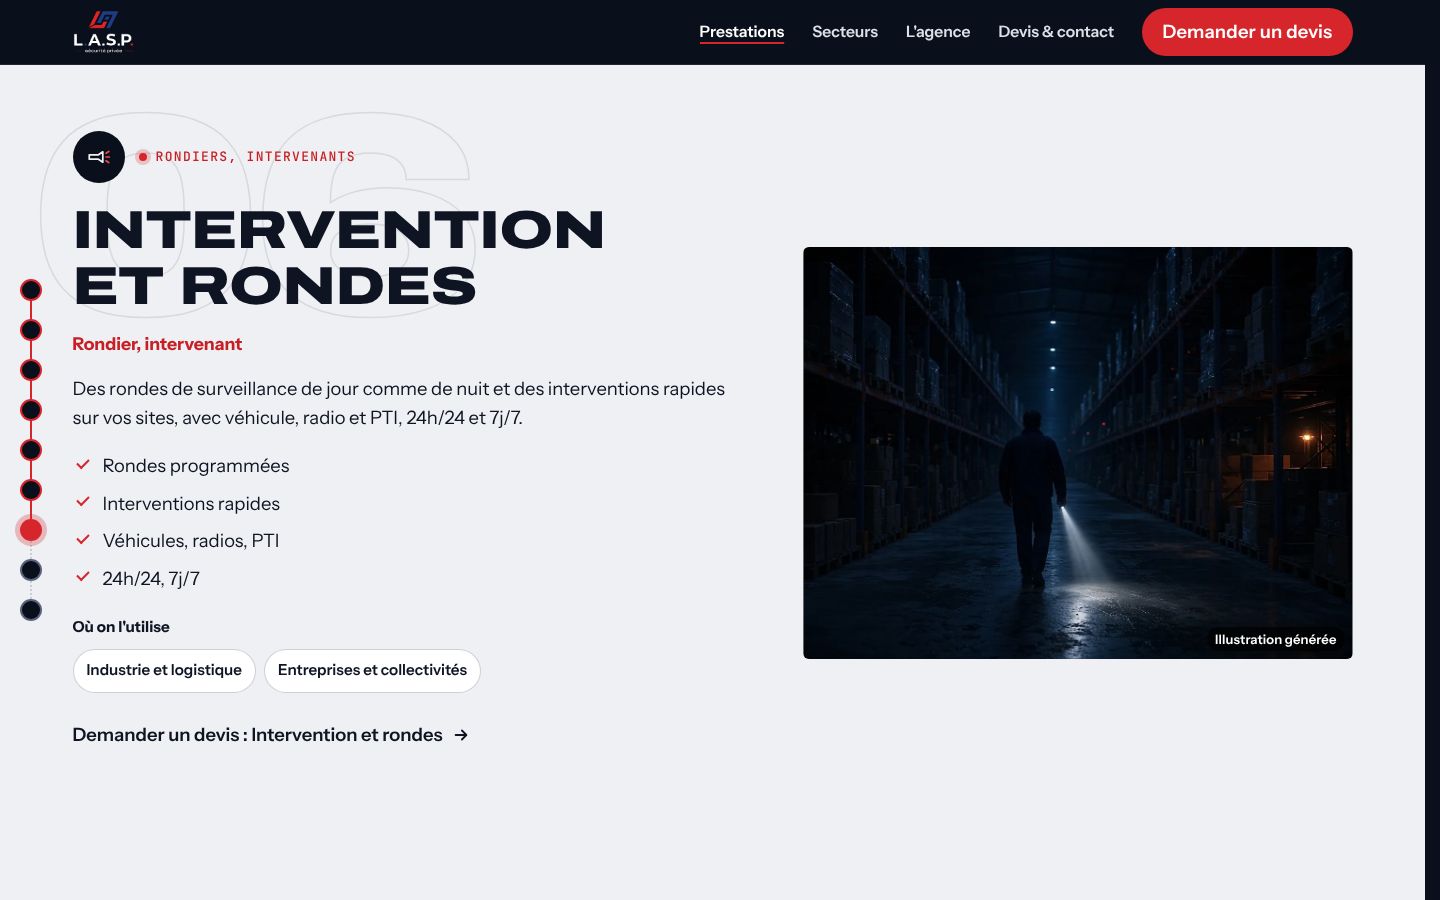 L.A.S.P.
sécurité privée
Prestations
Secteurs
L'agence
Devis & contact
Demander un devis
06
RONDIERS, INTERVENANTS
INTERVENTION
ET RONDES
Rondier, intervenant
Des rondes de surveillance de jour comme de nuit et des interventions rapides
sur vos sites, avec véhicule, radio et PTI, 24h/24 et 7j/7.
Rondes programmées
Interventions rapides
Véhicules, radios, PTI
24h/24, 7j/7
Où on l'utilise
Industrie et logistique
Entreprises et collectivités
Demander un devis : Intervention et rondes
Illustration générée